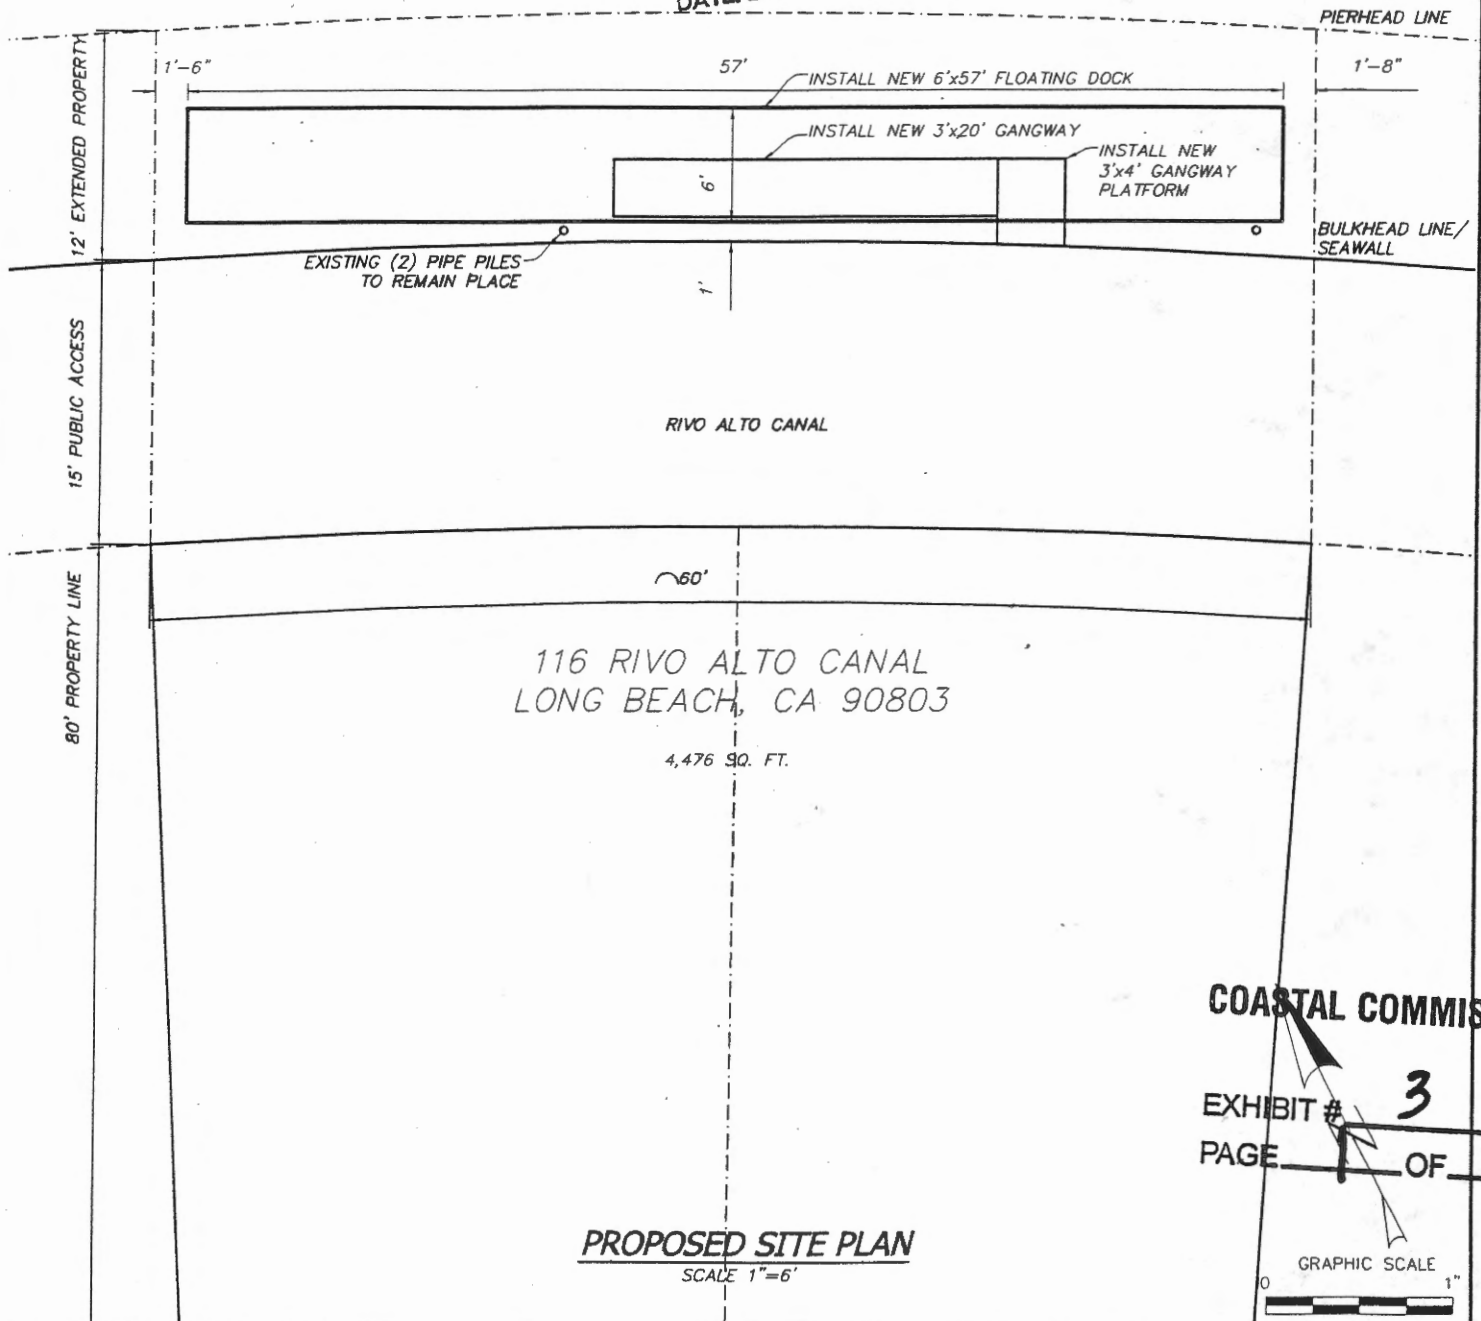 PIERHEAD LINE
12' EXTENDED PROPERTY
1'-6"
57'
1'-8"
INSTALL NEW 6'x57' FLOATING DOCK
INSTALL NEW 3'x20' GANGWAY
INSTALL NEW
3'x4' GANGWAY
PLATFORM
6'
BULKHEAD LINE/
SEAWALL
EXISTING (2) PIPE PILES
TO REMAIN PLACE
1'
15' PUBLIC ACCESS
RIVO ALTO CANAL
60'
80' PROPERTY LINE
116 RIVO ALTO CANAL
LONG BEACH, CA 90803
4,476 SQ. FT.
COASTAL COMMIS
EXHIBIT # 3
PAGE 1 OF
PROPOSED SITE PLAN
SCALE 1"=6'
GRAPHIC SCALE
0 1"